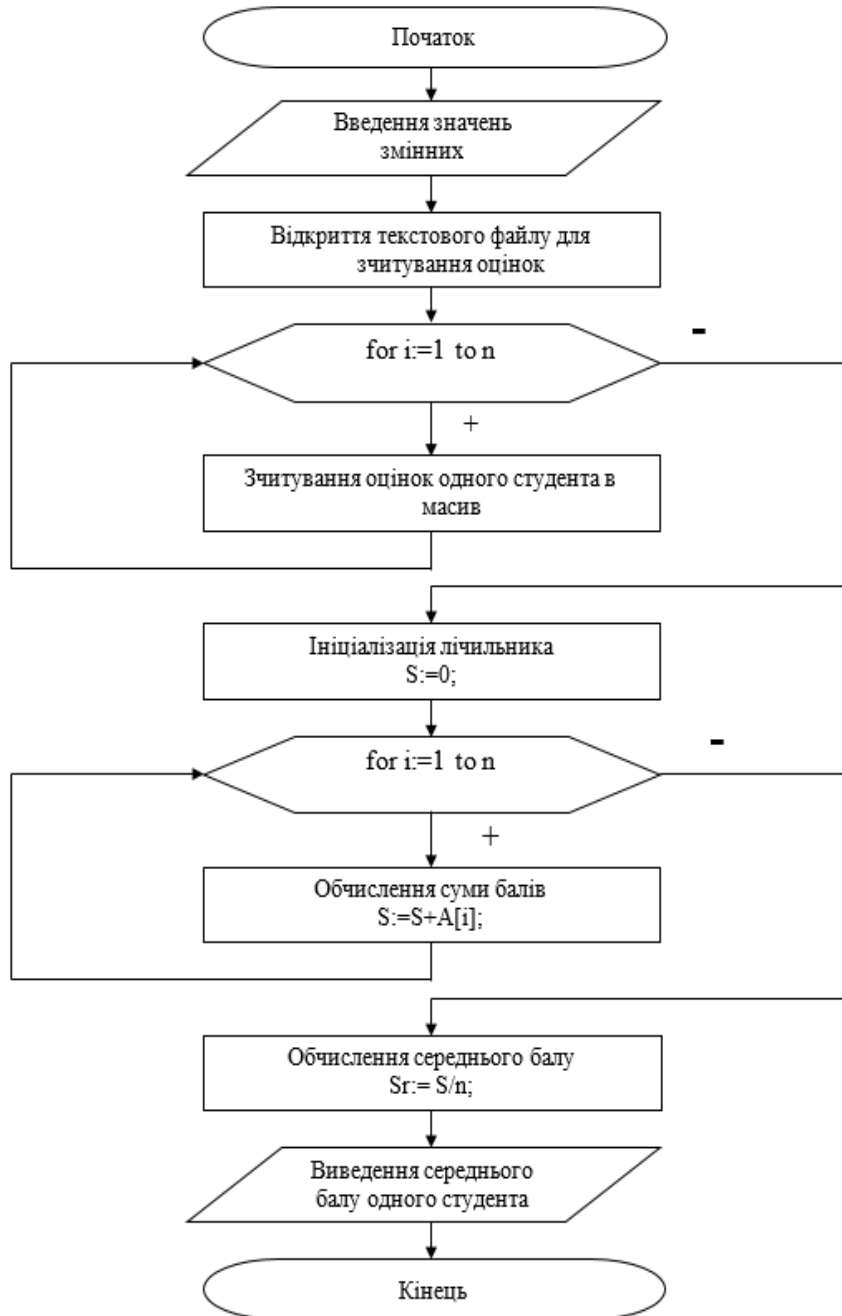 Початок
Введення значень
змінних
Відкриття текстового файлу для
зчитування оцінок
for i:=1 to n
-
+
Зчитування оцінок одного студента в
масив
Ініціалізація лічильника
S:=0;
for i:=1 to n
-
+
Обчислення суми балів
S:=S+A[i];
Обчислення середнього балу
Sr:= S/n;
Виведення середнього
балу одного студента
Кінець